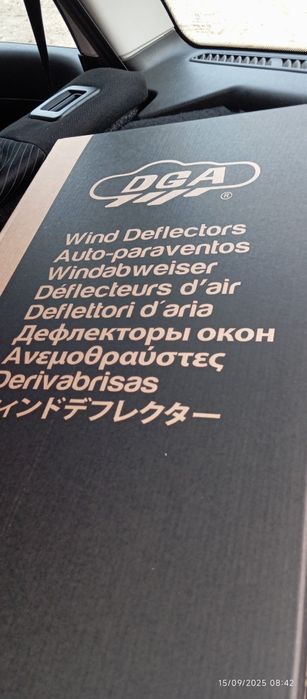 DGA
®
Wind Deflectors
Auto-paraventos
Windabweiser
Déflecteurs d'air
Deflettori d´aria
Дефлекторы окон
Ανεμοθραύστες
Derivabrisas
ウィンドデフレクター
15/09/2025 08:42